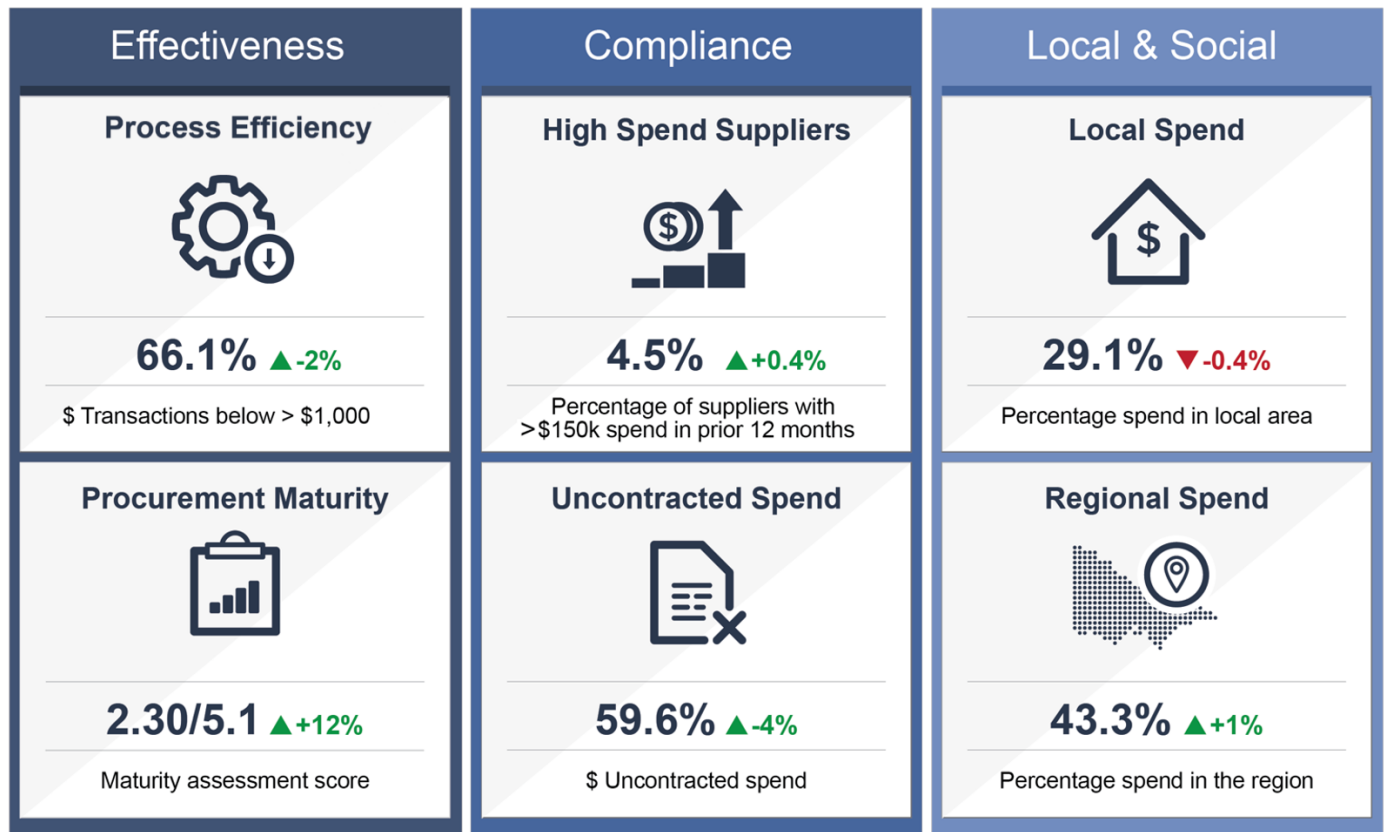 Effectiveness
Process Efficiency
66.1% ▲-2%
$ Transactions below > $1,000
Procurement Maturity
2.30/5.1 ▲+12%
Maturity assessment score
Compliance
High Spend Suppliers
$
4.5% ▲+0.4%
Percentage of suppliers with
>$150k spend in prior 12 months
Uncontracted Spend
59.6% ▲-4%
$ Uncontracted spend
Local & Social
Local Spend
$
29.1% ▼-0.4%
Percentage spend in local area
Regional Spend
43.3% ▲+1%
Percentage spend in the region